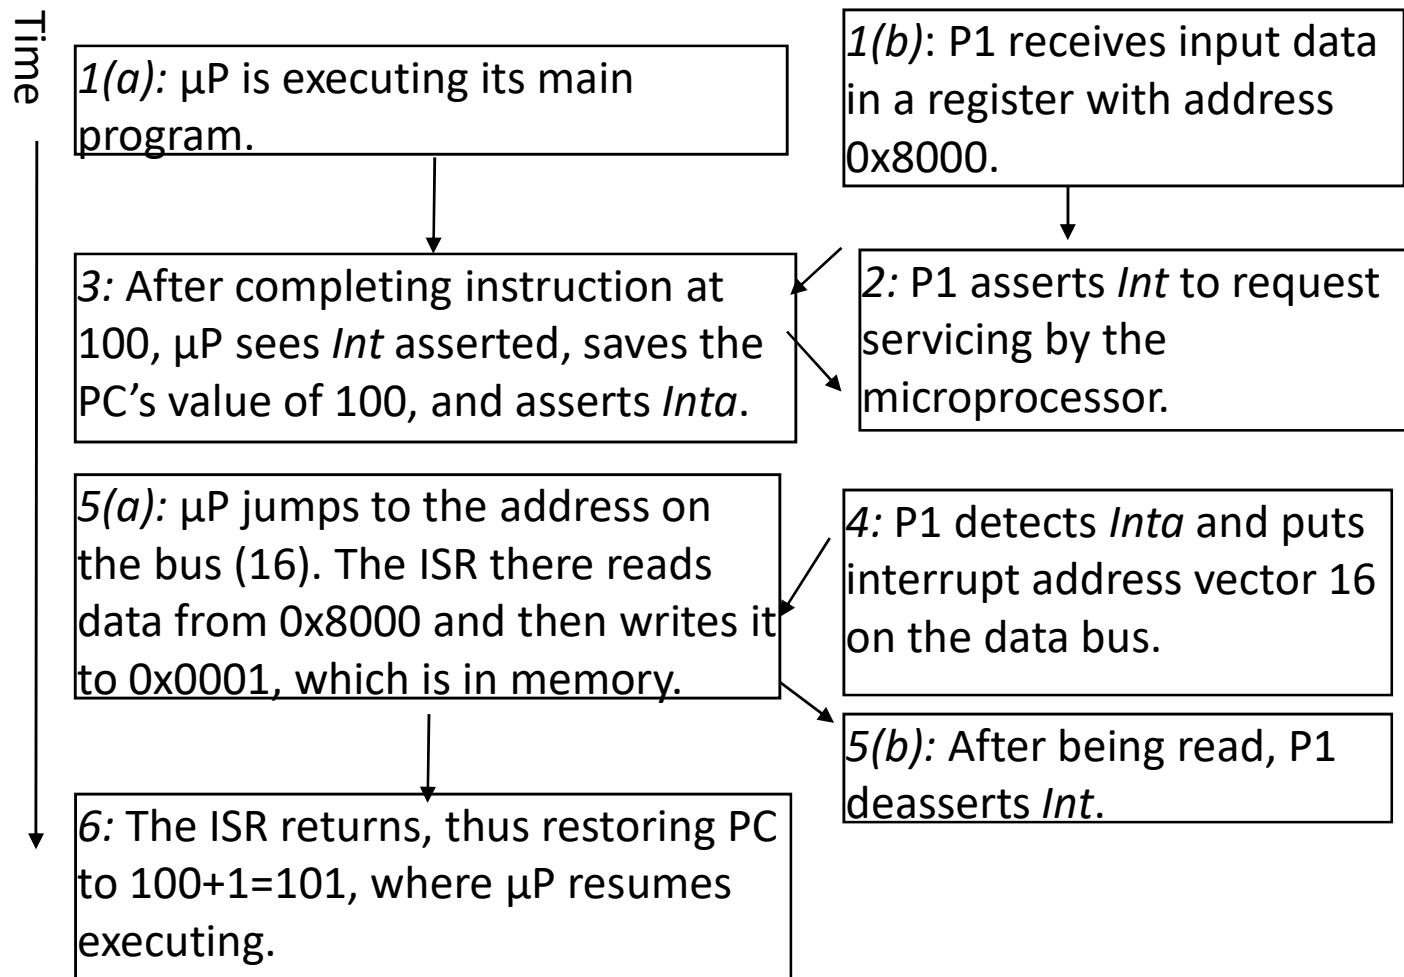 Time
1(a): μP is executing its main
program.
1(b): P1 receives input data
in a register with address
0x8000.
3: After completing instruction at
100, μP sees Int asserted, saves the
PC’s value of 100, and asserts Inta.
2: P1 asserts Int to request
servicing by the
microprocessor.
5(a): μP jumps to the address on
the bus (16). The ISR there reads
data from 0x8000 and then writes it
to 0x0001, which is in memory.
4: P1 detects Inta and puts
interrupt address vector 16
on the data bus.
5(b): After being read, P1
deasserts Int.
6: The ISR returns, thus restoring PC
to 100+1=101, where μP resumes
executing.